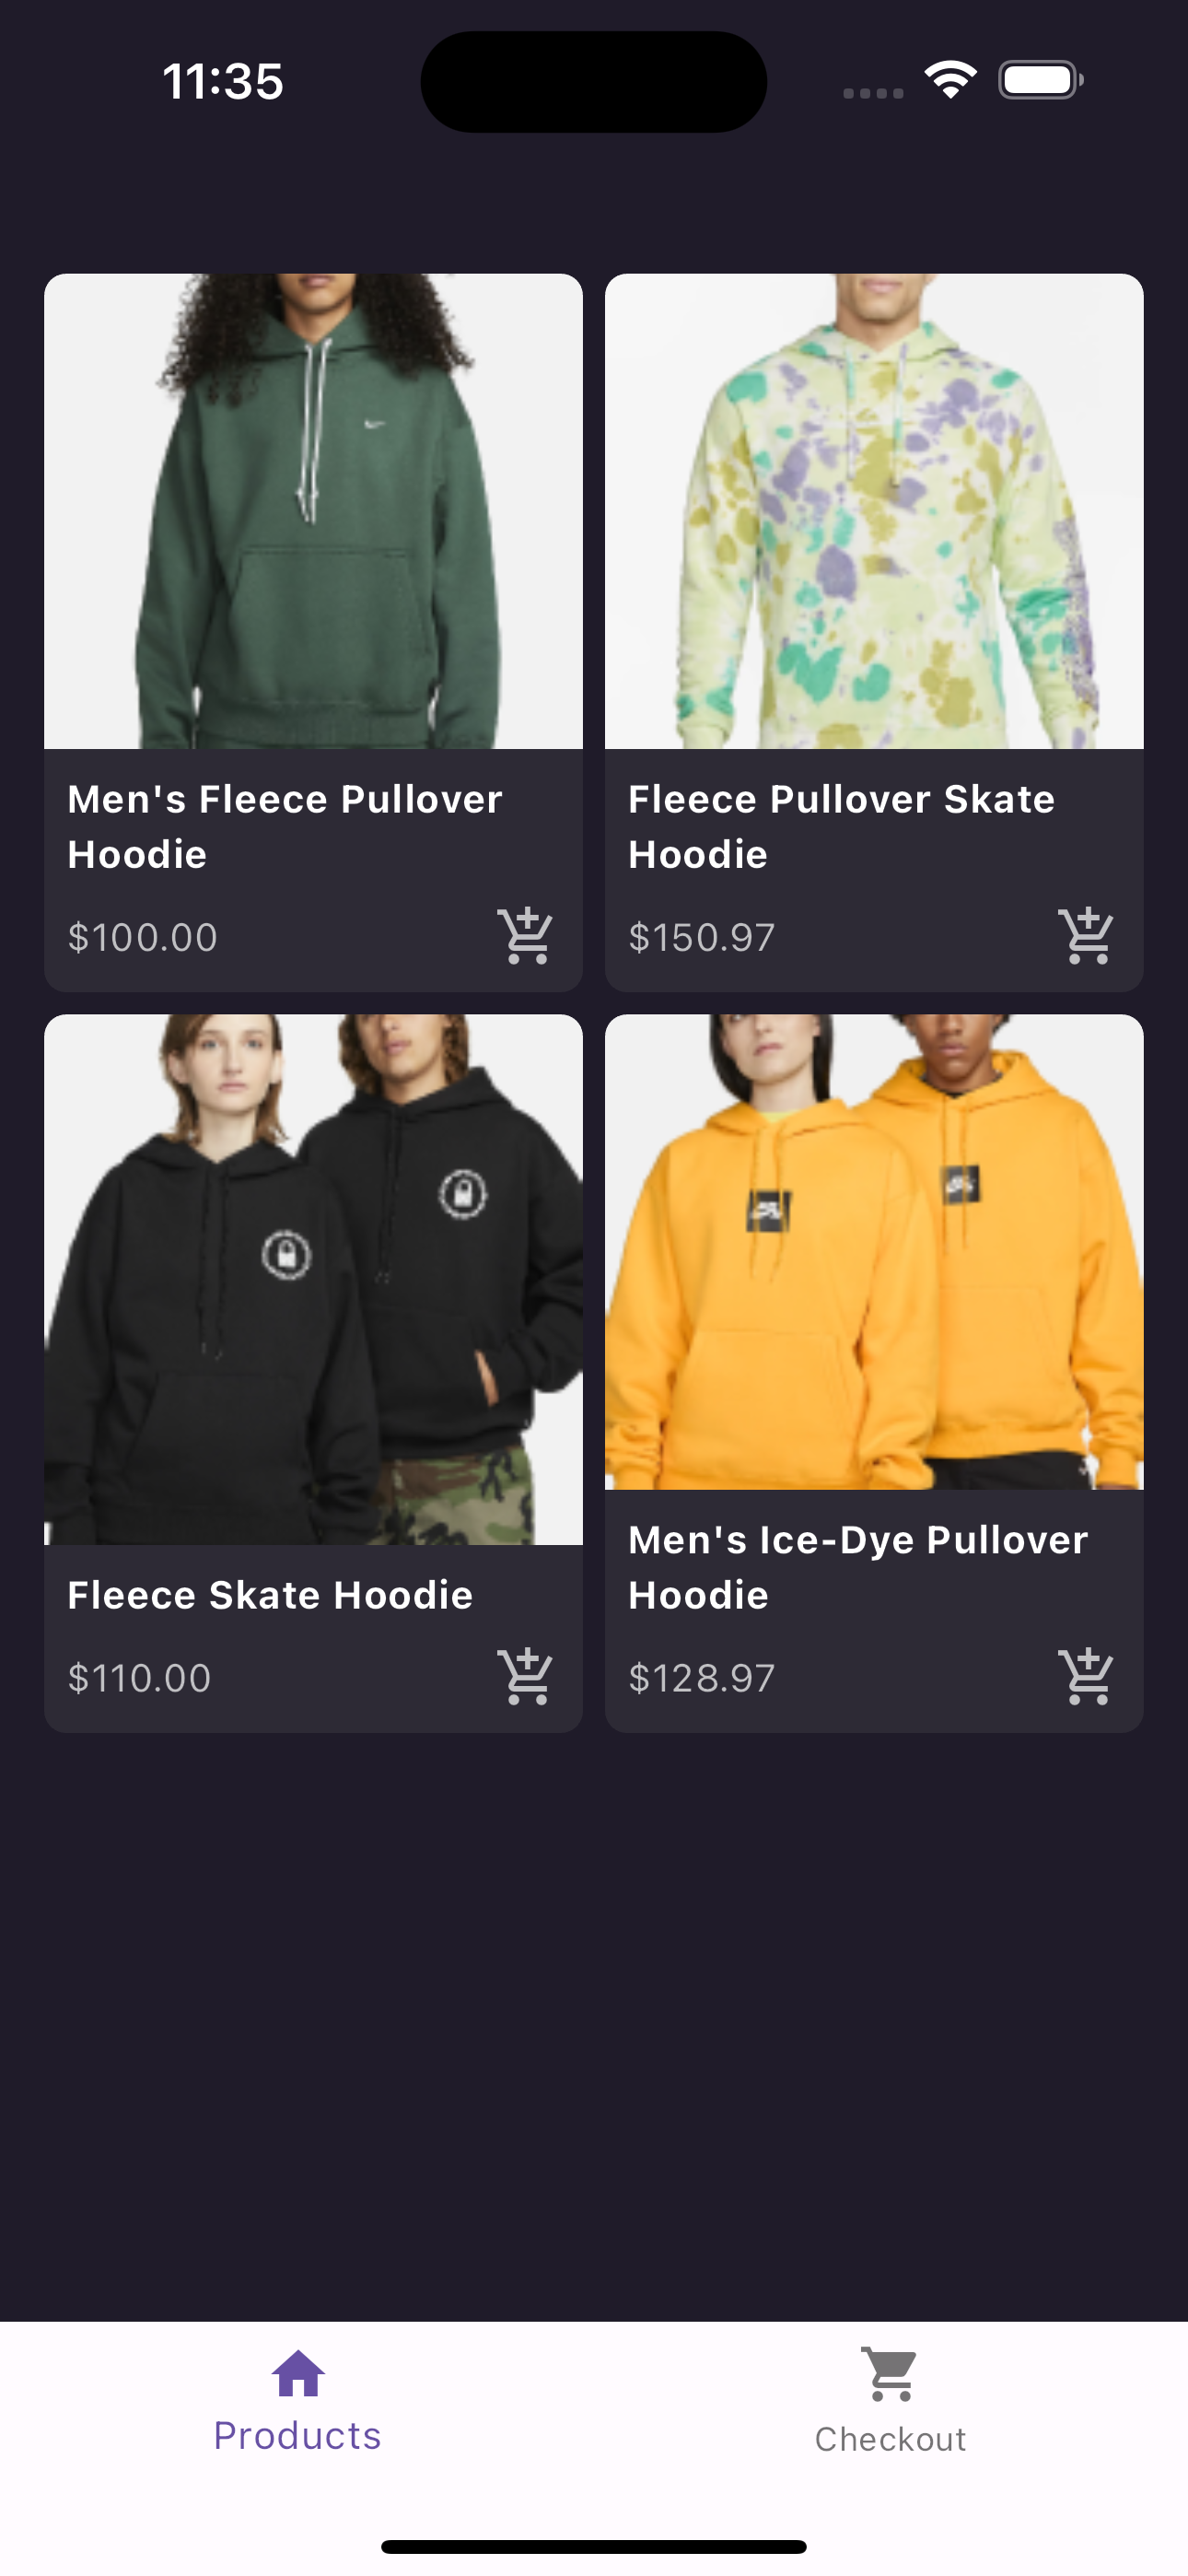 11:35
Men's Fleece Pullover
Hoodie
$100.00
Fleece Pullover Skate
Hoodie
$150.97
Fleece Skate Hoodie
$110.00
Men's Ice-Dye Pullover
Hoodie
$128.97
Products
Checkout